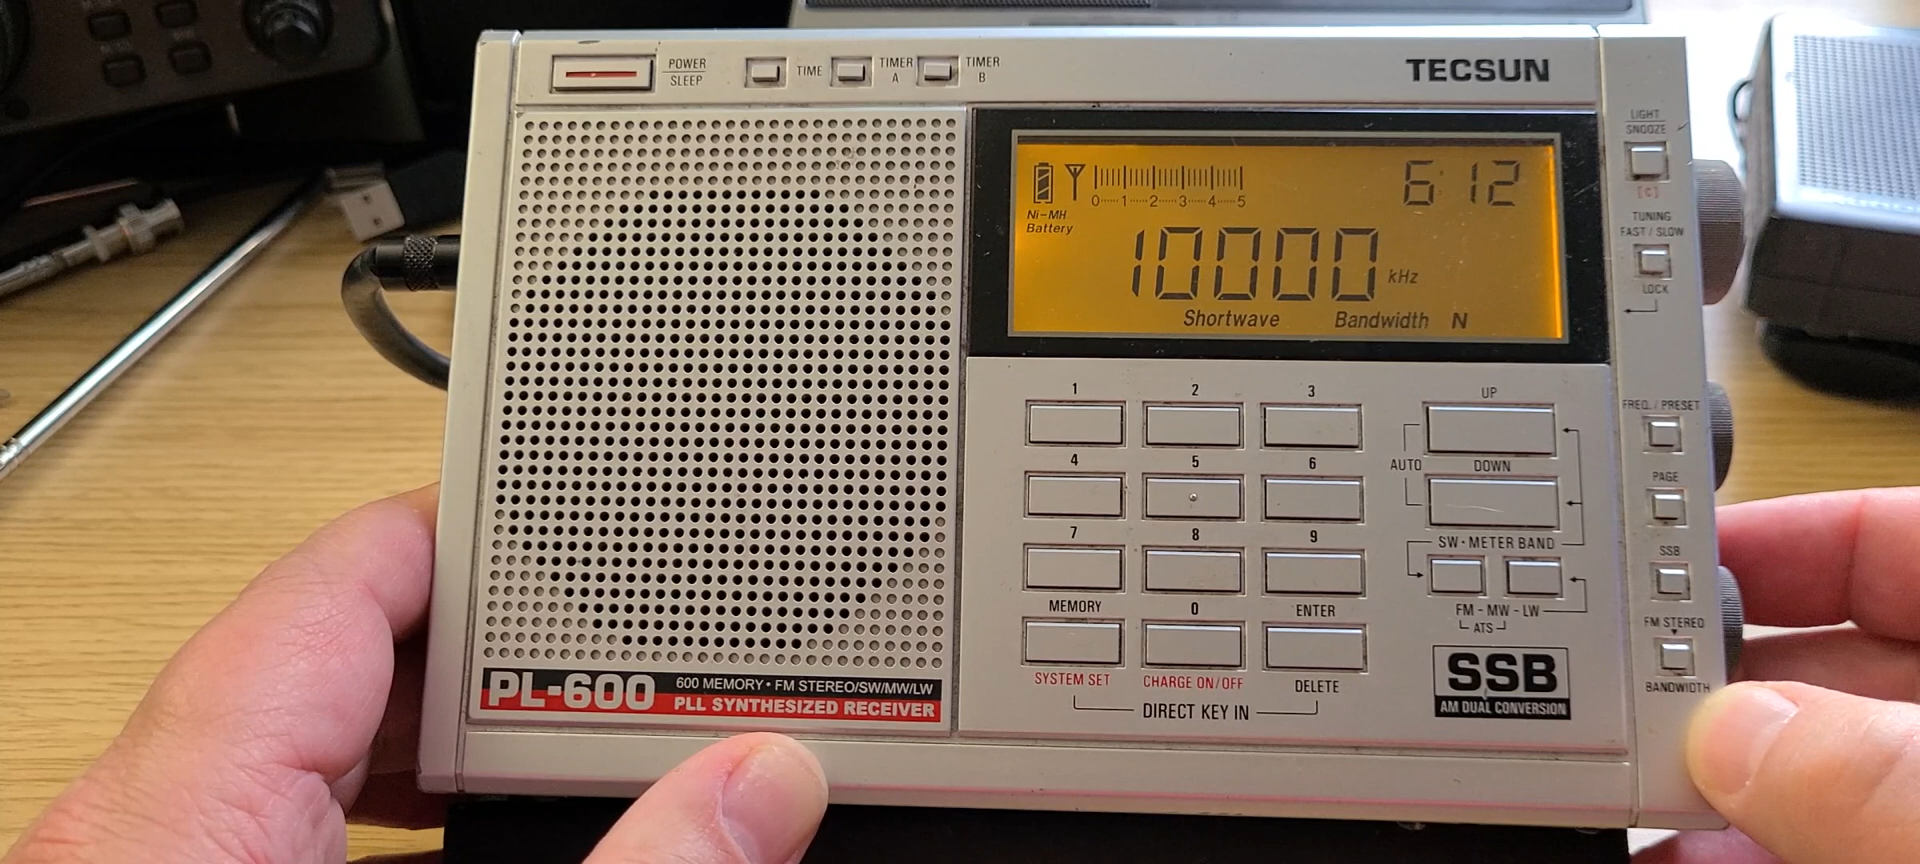 POWER
SLEEP
TIME
TIMER
A
TIMER
B
TECSUN
LIGHT
SNOOZE
[C]
TUNING
FAST / SLOW
LOCK
Ni-MH
Battery
0 1 2 3 4 5
6:12
10000 kHz
Shortwave Bandwidth N
1 2 3
4 5 6
7 8 9
MEMORY 0 ENTER
SYSTEM SET CHARGE ON/OFF DELETE
DIRECT KEY IN
UP
AUTO
DOWN
SW·METER BAND
FM - MW - LW
ATS
SSB
AM DUAL CONVERSION
FREQ. / PRESET
PAGE
SSB
FM STEREO
BANDWIDTH
PL-600
600 MEMORY • FM STEREO/SW/MW/LW
PLL SYNTHESIZED RECEIVER